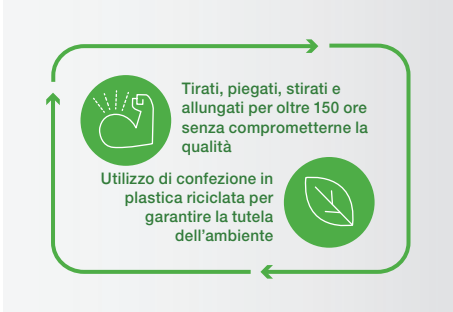 Tirati, piegati, stirati e
allungati per oltre 150 ore
senza comprometterne la
qualità
Utilizzo di confezione in
plastica riciclata per
garantire la tutela
dell'ambiente